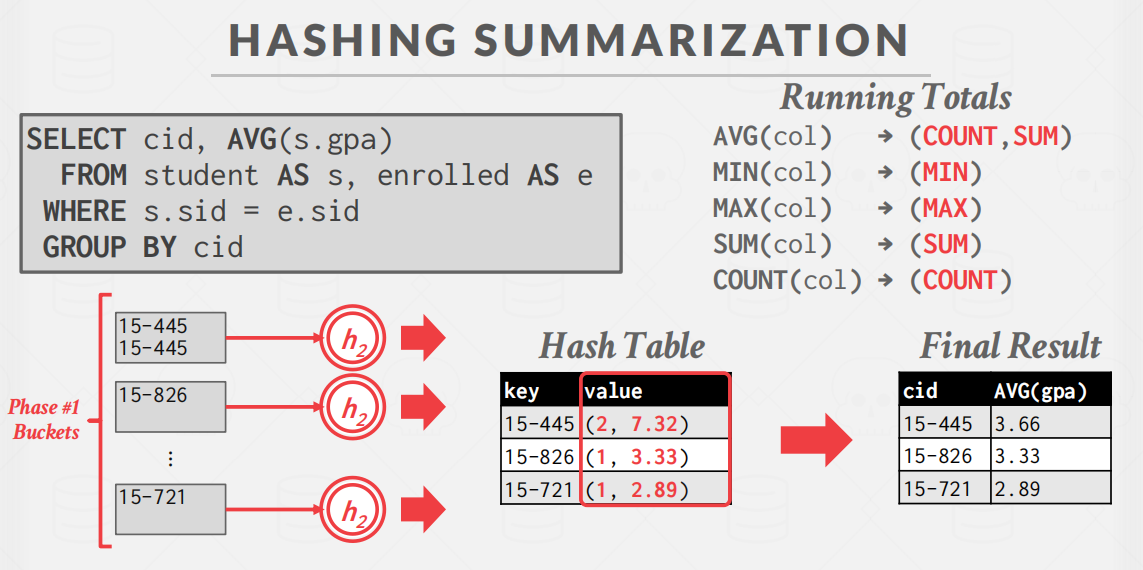 HASHING SUMMARIZATION
SELECT cid, AVG(s.gpa)
FROM student AS s, enrolled AS e
WHERE s.sid = e.sid
GROUP BY cid
Running Totals
AVG(col) → (COUNT,SUM)
MIN(col) → (MIN)
MAX(col) → (MAX)
SUM(col) → (SUM)
COUNT(col) → (COUNT)
Phase #1
Buckets
15-445
15-445
h2
15-826
h2
⋮
15-721
h2
Hash Table
key value
15-445 (2, 7.32)
15-826 (1, 3.33)
15-721 (1, 2.89)
Final Result
cid AVG(gpa)
15-445 3.66
15-826 3.33
15-721 2.89